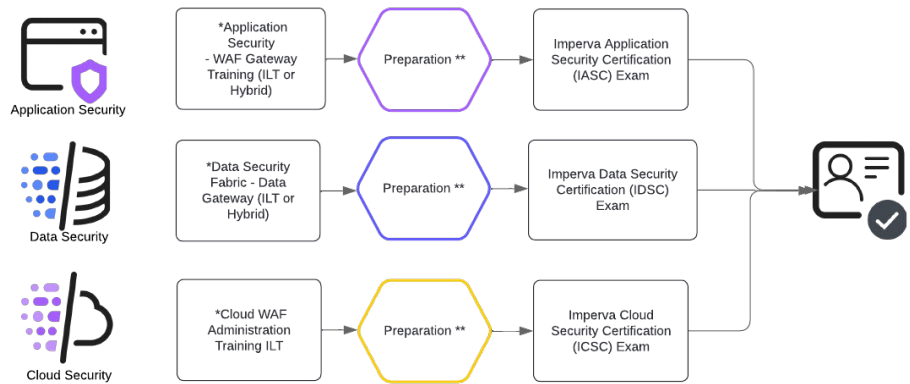 *Application
Security
- WAF Gateway
Training (ILT or
Hybrid)
Preparation **
Imperva Application
Security Certification
(IASC) Exam
Application Security
*Data Security
Fabric - Data
Gateway (ILT or
Hybrid)
Preparation **
Imperva Data Security
Certification (IDSC)
Exam
Data Security
*Cloud WAF
Administration
Training ILT
Preparation **
Imperva Cloud
Security Certification
(ICSC) Exam
Cloud Security